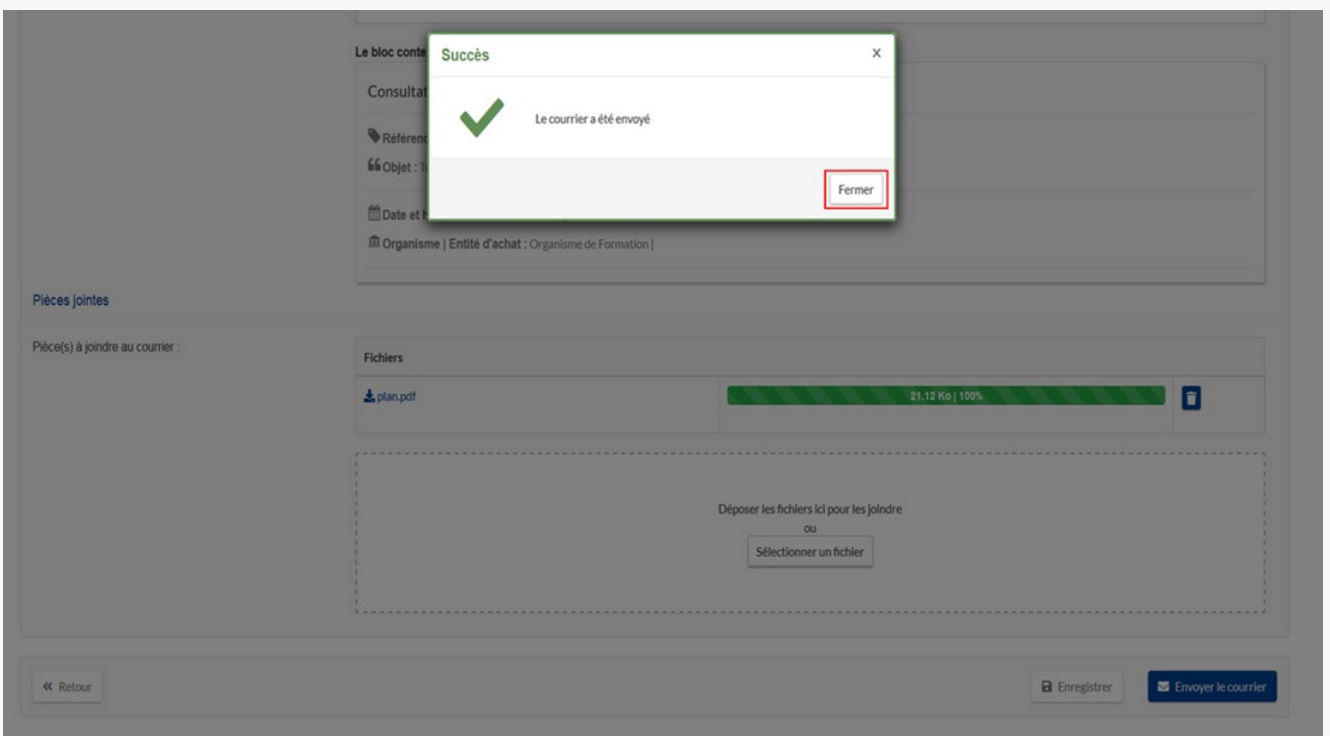 Le bloc conte
Succès
x
Consultat
Le courrier a été envoyé
Référenc
Objet :
Fermer
Date et h
Organisme | Entité d'achat : Organisme de Formation |
Pièces jointes
Pièce(s) à joindre au courrier :
Fichiers
plan.pdf
21.12 Ko | 100%
Déposer les fichiers ici pour les joindre
ou
Sélectionner un fichier
Retour
Enregistrer
Envoyer le courrier